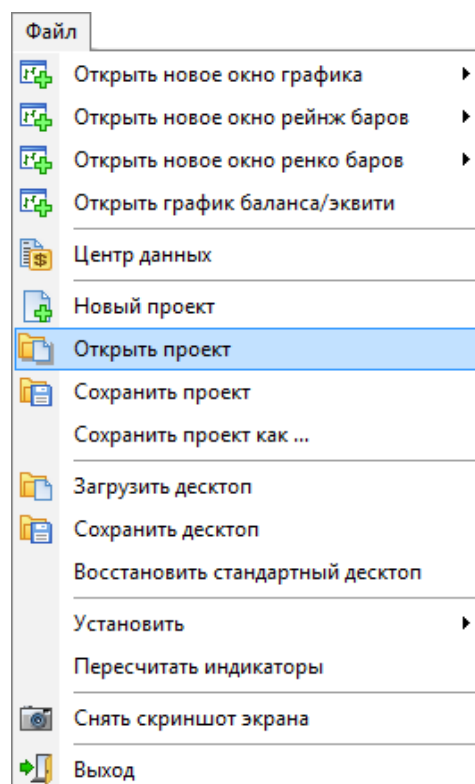 Файл
Открыть новое окно графика
Открыть новое окно рейнж баров
Открыть новое окно ренко баров
Открыть график баланса/эквити
Центр данных
Новый проект
Открыть проект
Сохранить проект
Сохранить проект как ...
Загрузить десктоп
Сохранить десктоп
Восстановить стандартный десктоп
Установить
Пересчитать индикаторы
Снять скриншот экрана
Выход